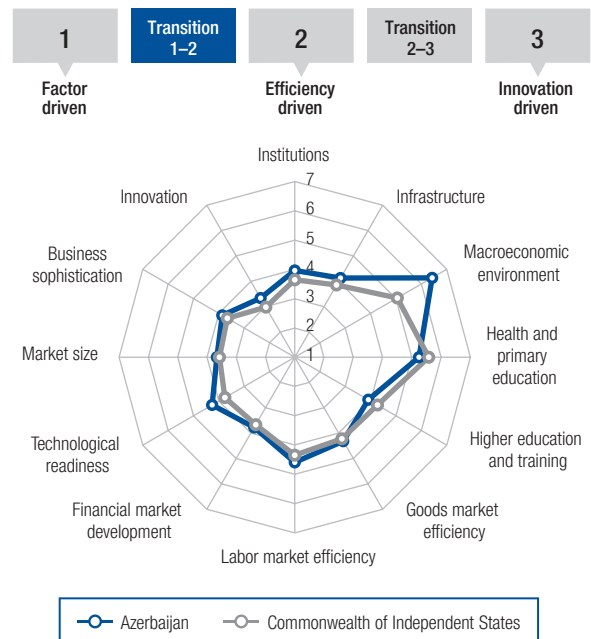 1
Transition
1–2
2
Transition
2–3
3
Factor
driven
Efficiency
driven
Innovation
driven
Institutions
Infrastructure
Macroeconomic
environment
Health and
primary
education
Higher education
and training
Goods market
efficiency
Labor market efficiency
Financial market
development
Technological
readiness
Market size
Business
sophistication
Innovation
7
6
5
4
3
2
1
Azerbaijan
Commonwealth of Independent States